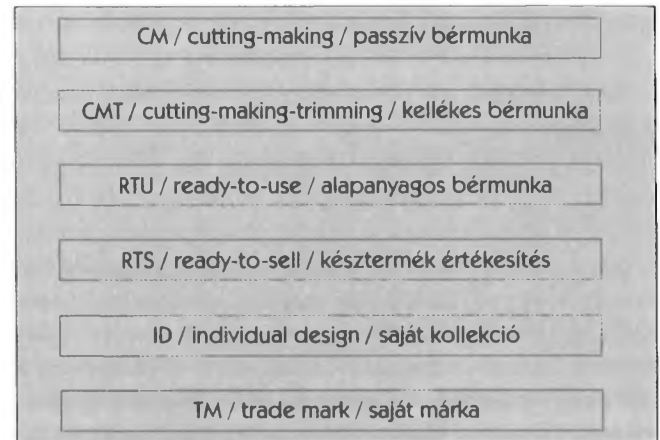 CM / cutting-making / passzív bérmunka
CMT / cutting-making-trimming / kellékes bérmunka
RTU / ready-to-use / alapanyagos bérmunka
RTS / ready-to-sell / késztermék értékesítés
ID / individual design / saját kollekció
TM / trade mark / saját márka